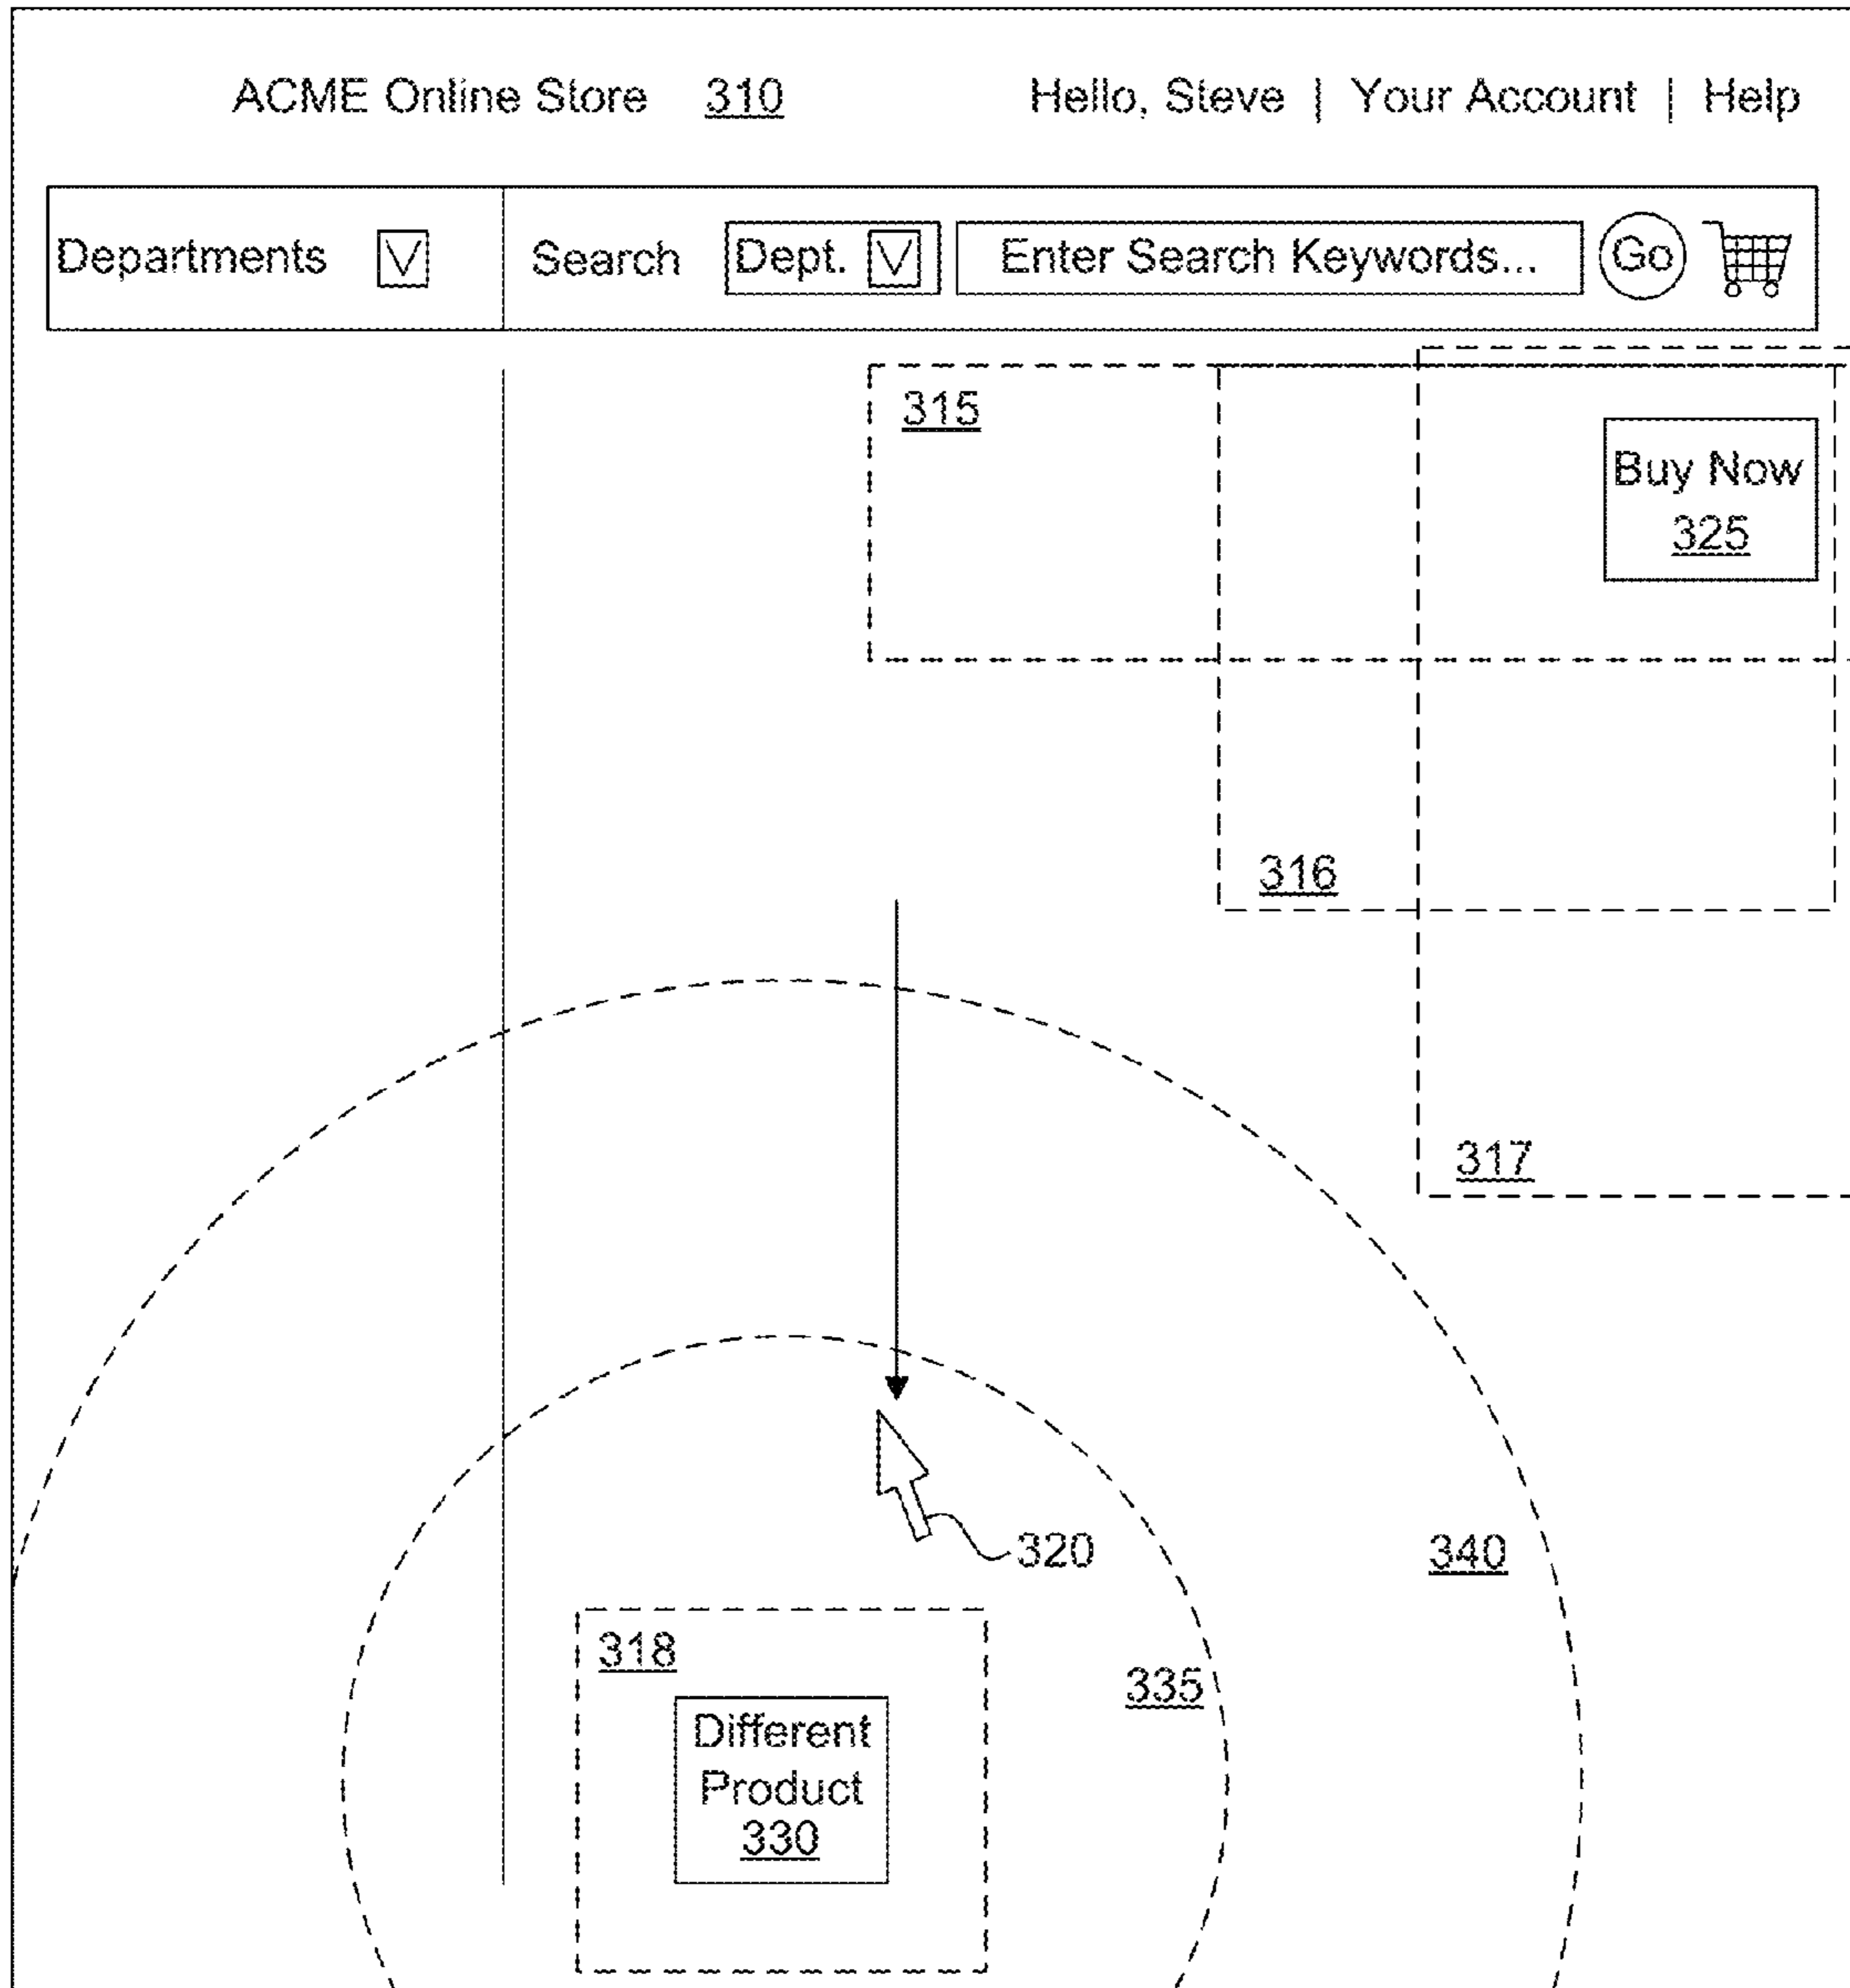 ACME Online Store 310 Hello, Steve | Your Account | Help
Departments V Search Dept. V Enter Search Keywords... Go
315
Buy Now
325
316
317
320
340
318
335
Different
Product
330